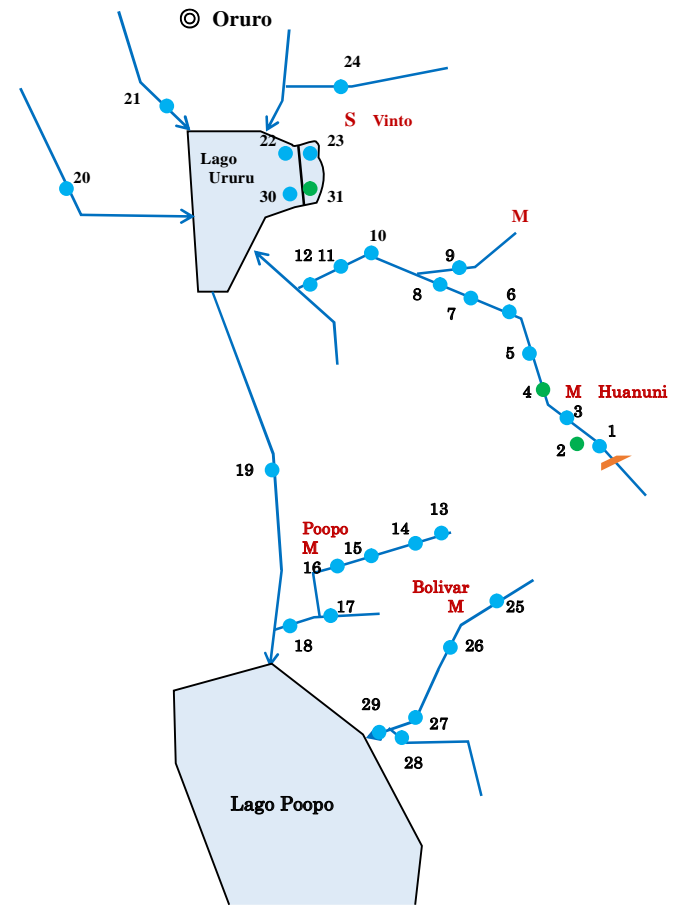 Oruro
24
21
S Vinto
22 23
Lago
Ururu
20
30 31
M
10
12 11 9
8
7 6
5
4 M Huanuni
3
1
2
19
13
Poopo
M
14
15
16
Bolivar
M
17
25
18
26
29
27
28
Lago Poopo